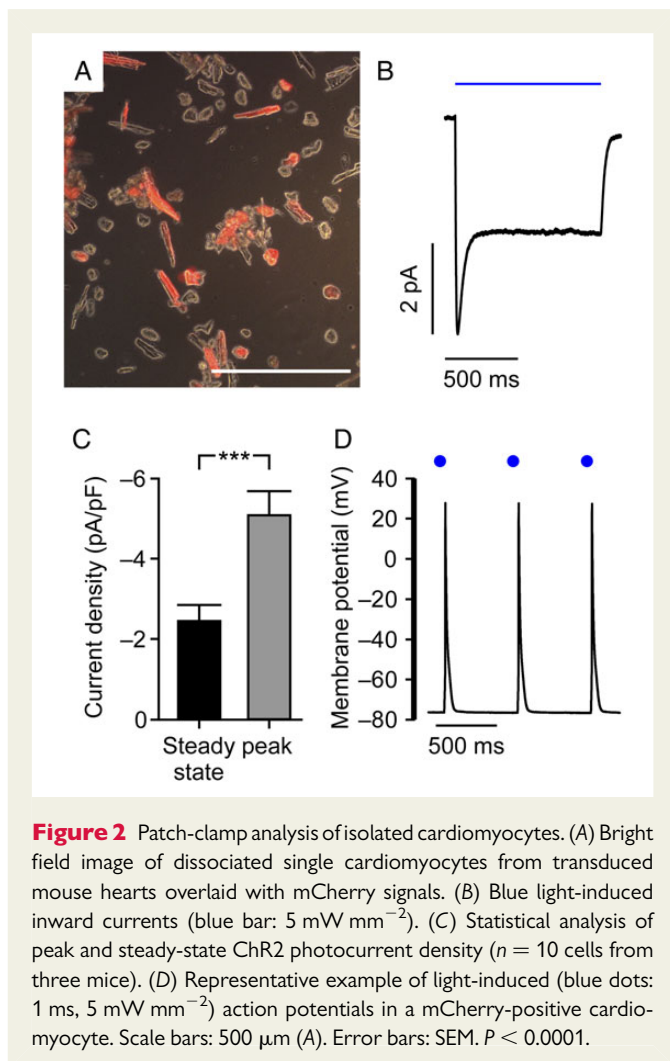 A
B
2 pA
500 ms
C
D
***
Current density (pA/pF)
–6
–4
–2
0
Steady peak
state
Membrane potential (mV)
40
20
0
–20
–40
–60
–80
500 ms
Figure 2 Patch-clamp analysis of isolated cardiomyocytes. (A) Bright
field image of dissociated single cardiomyocytes from transduced
mouse hearts overlaid with mCherry signals. (B) Blue light-induced
inward currents (blue bar: 5 mW mm−2). (C) Statistical analysis of
peak and steady-state ChR2 photocurrent density (n = 10 cells from
three mice). (D) Representative example of light-induced (blue dots:
1 ms, 5 mW mm−2) action potentials in a mCherry-positive cardio-
myocyte. Scale bars: 500 μm (A). Error bars: SEM. P < 0.0001.